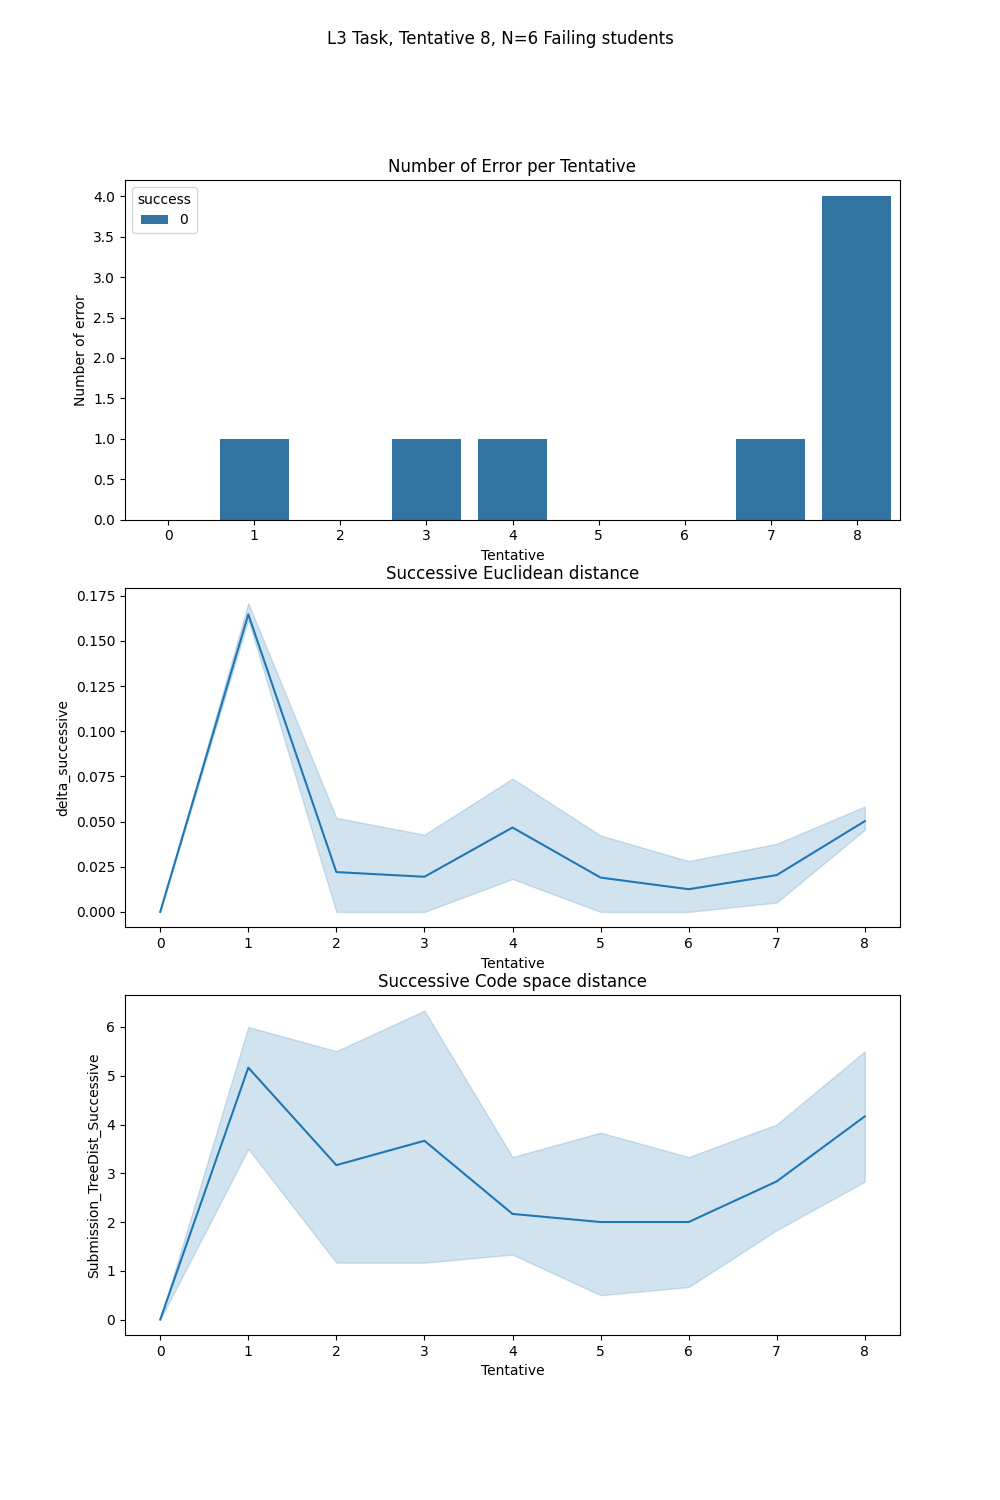 L3 Task, Tentative 8, N=6 Failing students
Number of Error per Tentative
success
0
4.0
3.5
3.0
2.5
2.0
1.5
1.0
0.5
0.0
Number of error
0 1 2 3 4 5 6 7 8
Tentative
Successive Euclidean distance
0.175
0.150
0.125
0.100
0.075
0.050
0.025
0.000
delta_successive
0 1 2 3 4 5 6 7 8
Tentative
Successive Code space distance
6
5
4
3
2
1
0
Submission_TreeDist_Successive
0 1 2 3 4 5 6 7 8
Tentative